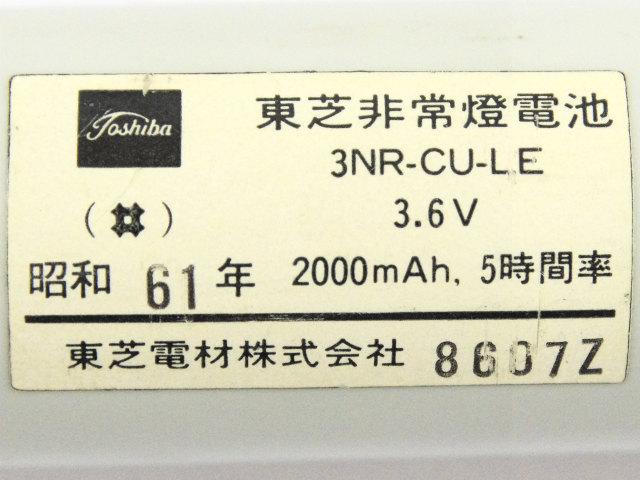 Toshiba
東芝非常燈電池
3NR-CU-LE
3.6V
昭和 61 年 2000mAh, 5時間率
東芝電材株式会社 8607Z